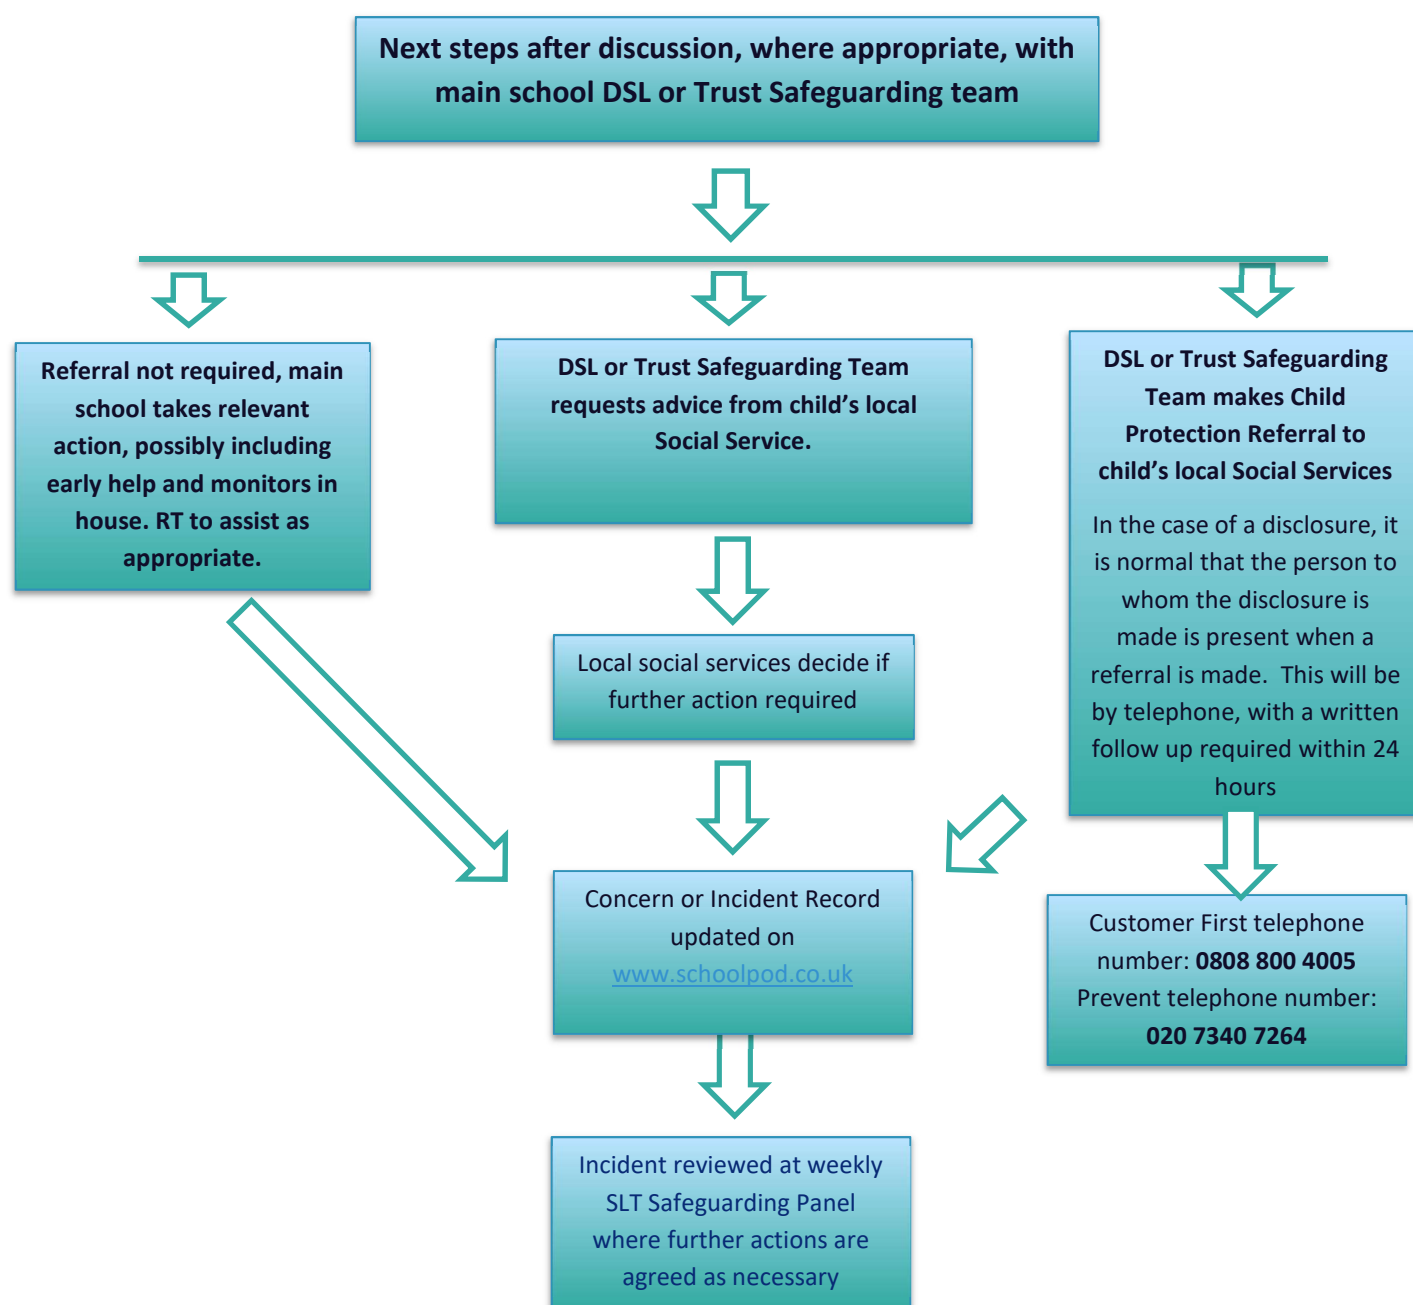 Next steps after discussion, where appropriate, with
main school DSL or Trust Safeguarding team
Referral not required, main
school takes relevant
action, possibly including
early help and monitors in
house. RT to assist as
appropriate.
DSL or Trust Safeguarding Team
requests advice from child’s local
Social Service.
DSL or Trust Safeguarding
Team makes Child
Protection Referral to
child’s local Social Services
In the case of a disclosure, it
is normal that the person to
whom the disclosure is
made is present when a
referral is made.  This will be
by telephone, with a written
follow up required within 24
hours
Local social services decide if
further action required
Concern or Incident Record
updated on
www.schoolpod.co.uk
Customer First telephone
number: 0808 800 4005
Prevent telephone number:
020 7340 7264
Incident reviewed at weekly
SLT Safeguarding Panel
where further actions are
agreed as necessary